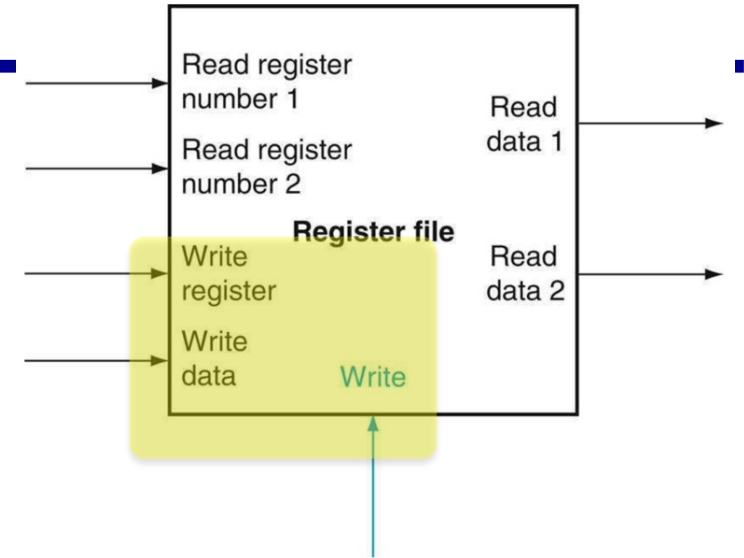 Read register
number 1
Read
data 1
Read register
number 2
Register file
Write
register
Read
data 2
Write
data
Write